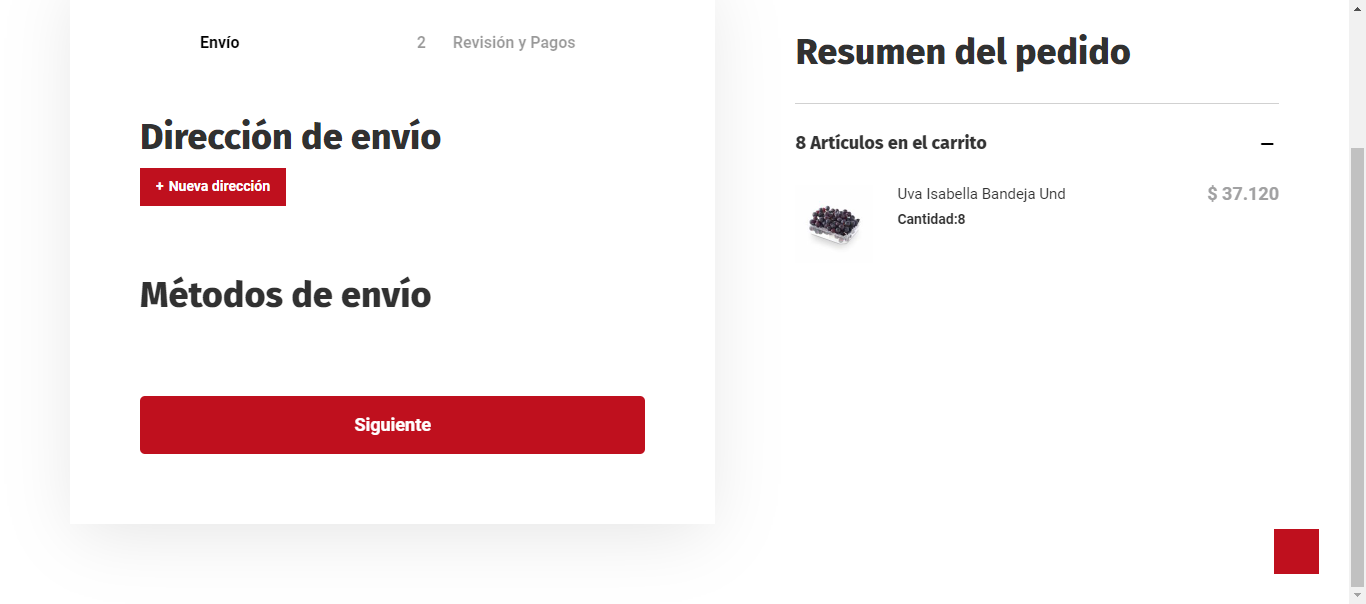 Envío
2 Revisión y Pagos
Dirección de envío
+ Nueva dirección
Métodos de envío
Siguiente
Resumen del pedido
8 Artículos en el carrito
Uva Isabella Bandeja Und $ 37.120
Cantidad:8